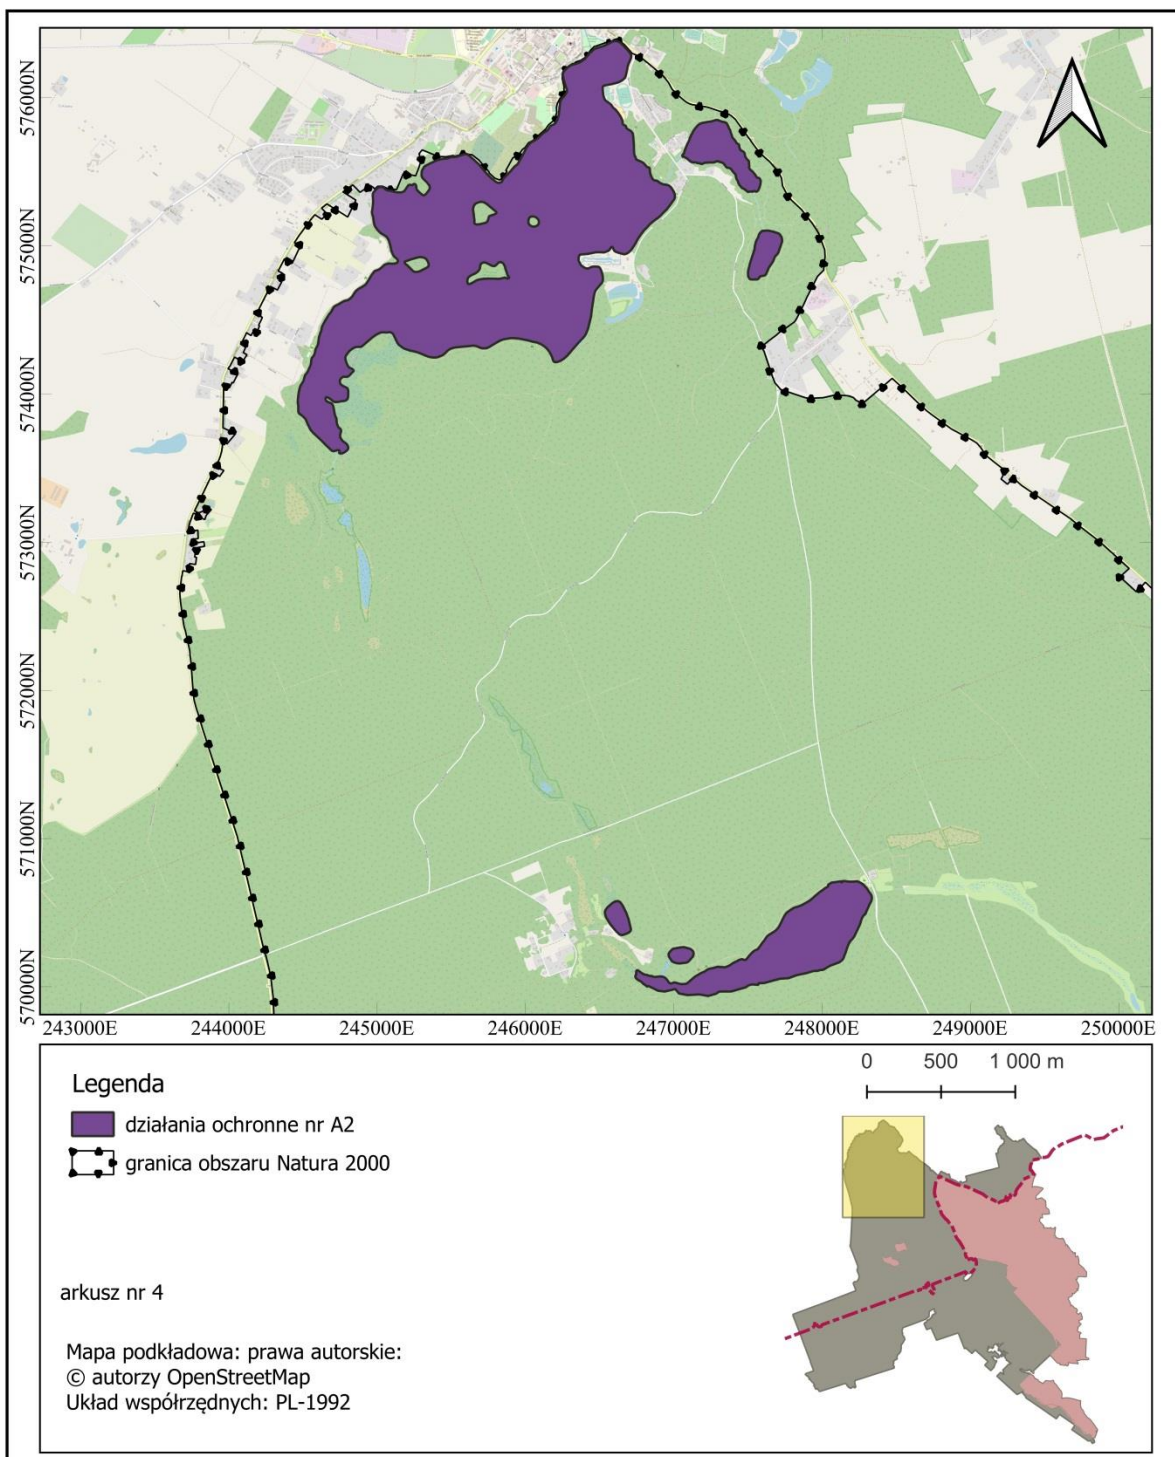 576000N
575000N
574000N
573000N
572000N
571000N
570000N
243000E 244000E 245000E 246000E 247000E 248000E 249000E 250000E
Legenda
działania ochronne nr A2
granica obszaru Natura 2000
0 500 1 000 m
arkusz nr 4
Mapa podkładowa: prawa autorskie:
© autorzy OpenStreetMap
Układ współrzędnych: PL-1992